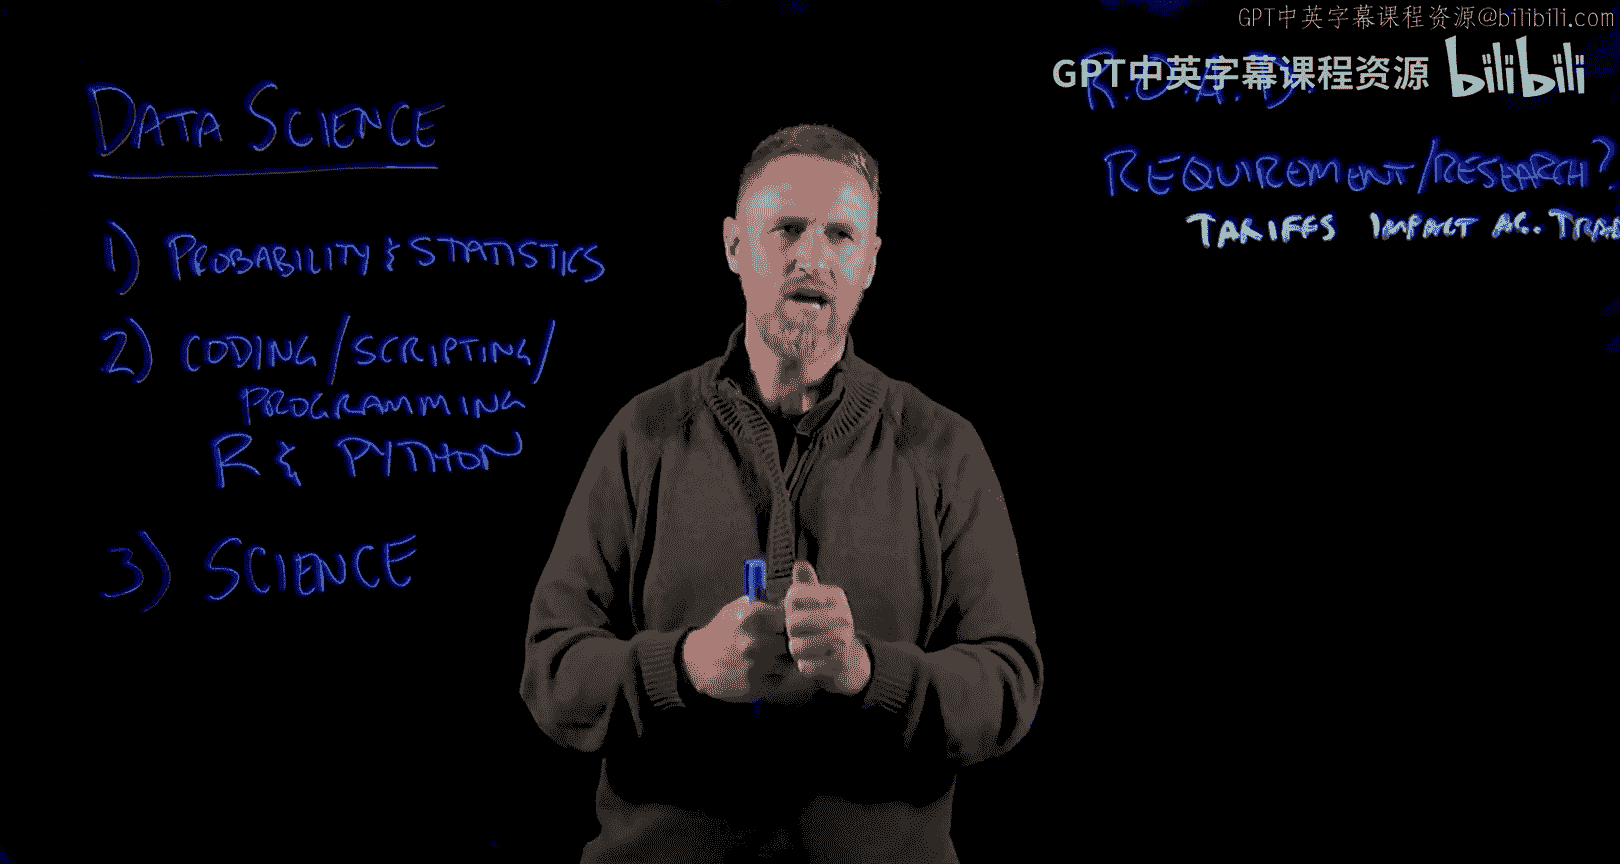 GPT中英字幕课程资源@bilibili.com
GPT中英字幕课程资源 bilibili
R.O.A.D.
DATA SCIENCE
REQUIREMENT/RESEARCH?
TARIFFS IMPACT AG.
1) PROBABILITY & STATISTICS
2) CODING/SCRIPTING/
PROGRAMMING
R & PYTHON
3) SCIENCE